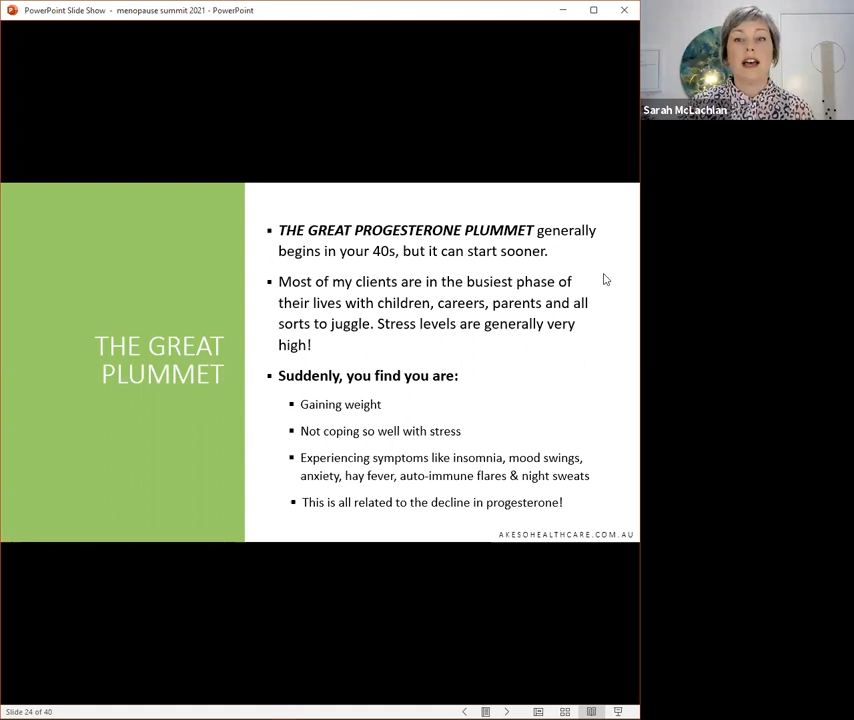 PowerPoint Slide Show - menopause summit 2021 - PowerPoint
Sarah McLachlan
THE GREAT
PLUMMET
▪ THE GREAT PROGESTERONE PLUMMET generally
begins in your 40s, but it can start sooner.
▪ Most of my clients are in the busiest phase of
their lives with children, careers, parents and all
sorts to juggle. Stress levels are generally very
high!
▪ Suddenly, you find you are:
▪ Gaining weight
▪ Not coping so well with stress
▪ Experiencing symptoms like insomnia, mood swings,
anxiety, hay fever, auto-immune flares & night sweats
▪ This is all related to the decline in progesterone!
AKESOHEALTHCARE.COM.AU
Slide 24 of 40